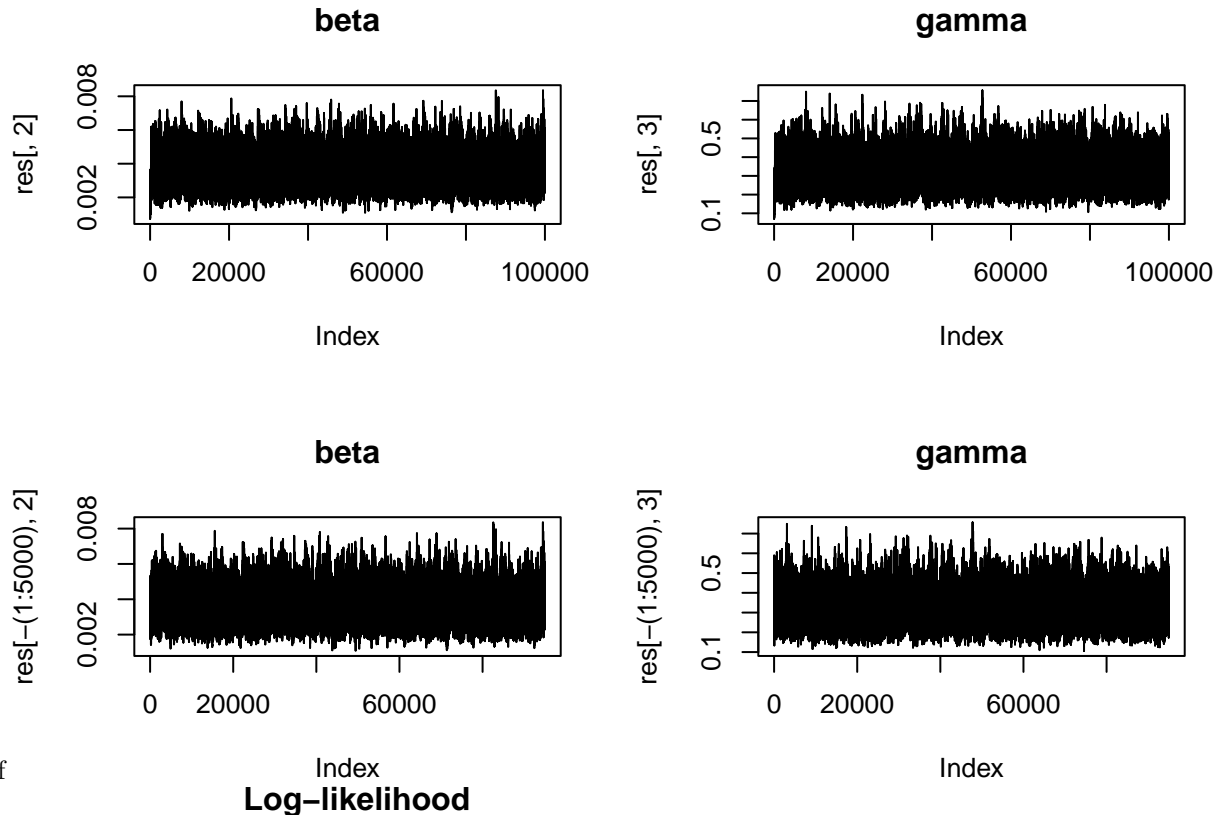 beta
gamma
res[, 2]
0.002
0.008
0 20000 60000 100000
Index
res[, 3]
0.1
0.5
0 20000 60000 100000
Index
beta
gamma
res[−(1:5000), 2]
0.002
0.008
0 20000 60000
Index
res[−(1:5000), 3]
0.1
0.5
0 20000 60000
Index
f
Log−likelihood